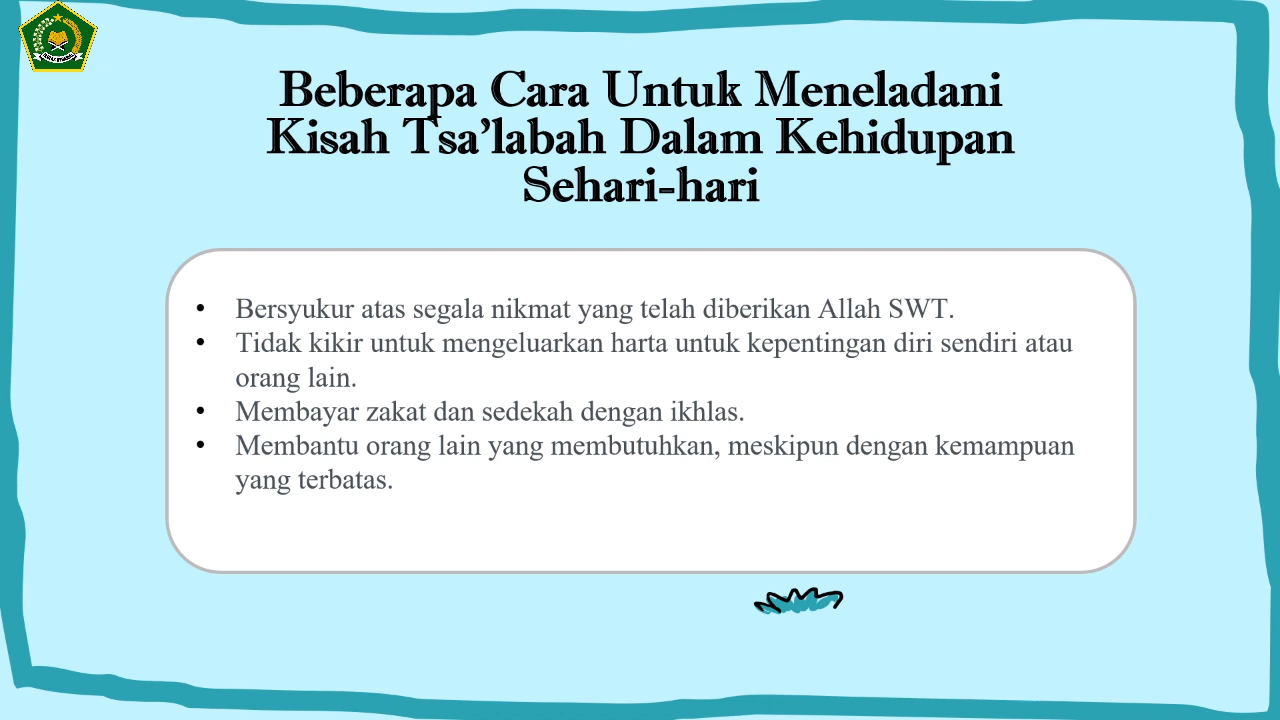 Beberapa Cara Untuk Meneladani
Kisah Tsa’labah Dalam Kehidupan
Sehari-hari
• Bersyukur atas segala nikmat yang telah diberikan Allah SWT.
• Tidak kikir untuk mengeluarkan harta untuk kepentingan diri sendiri atau
orang lain.
• Membayar zakat dan sedekah dengan ikhlas.
• Membantu orang lain yang membutuhkan, meskipun dengan kemampuan
yang terbatas.